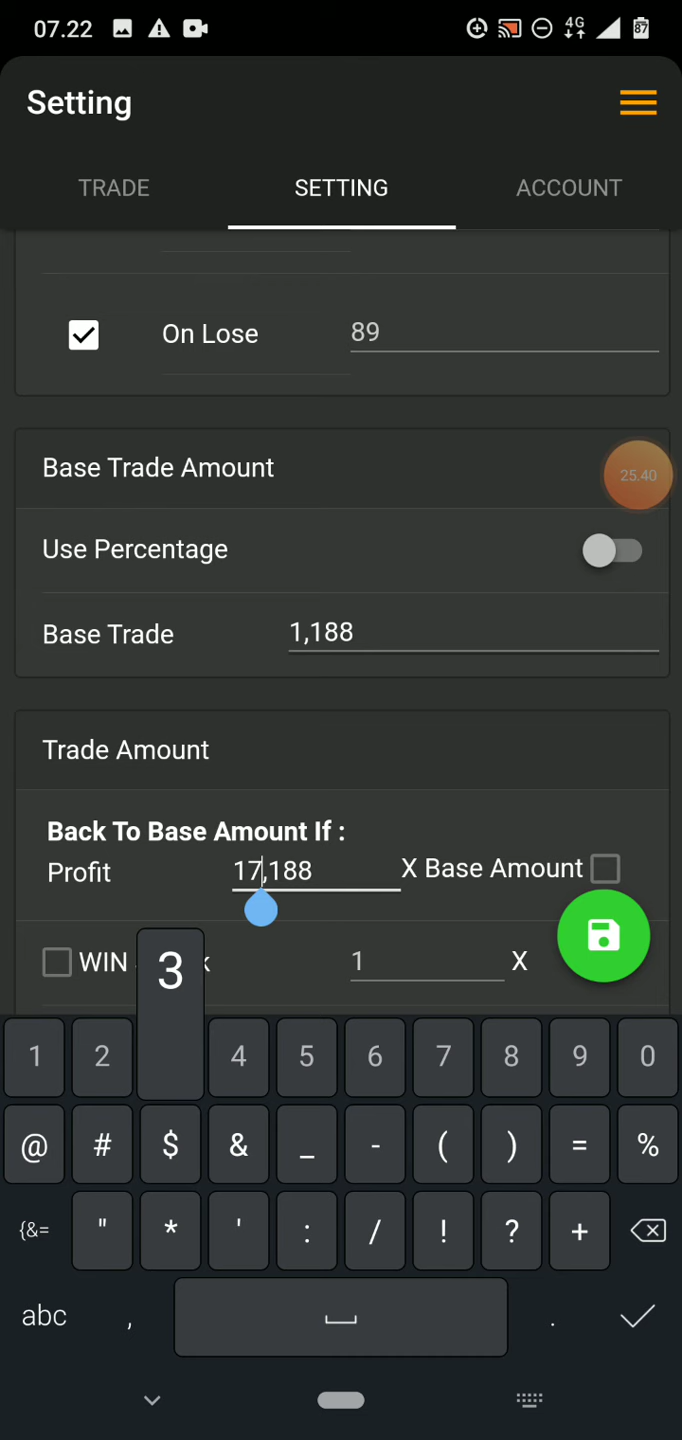 07.22
4G
87
Setting
TRADE
SETTING
ACCOUNT
On Lose
89
Base Trade Amount
25.40
Use Percentage
Base Trade
1,188
Trade Amount
Back To Base Amount If :
Profit
17,188
X Base Amount
WIN
k
1
X
3
1 2 4 5 6 7 8 9 0
@ # $ & _ - ( ) = %
{&= " * ' : / ! ? +
abc , .